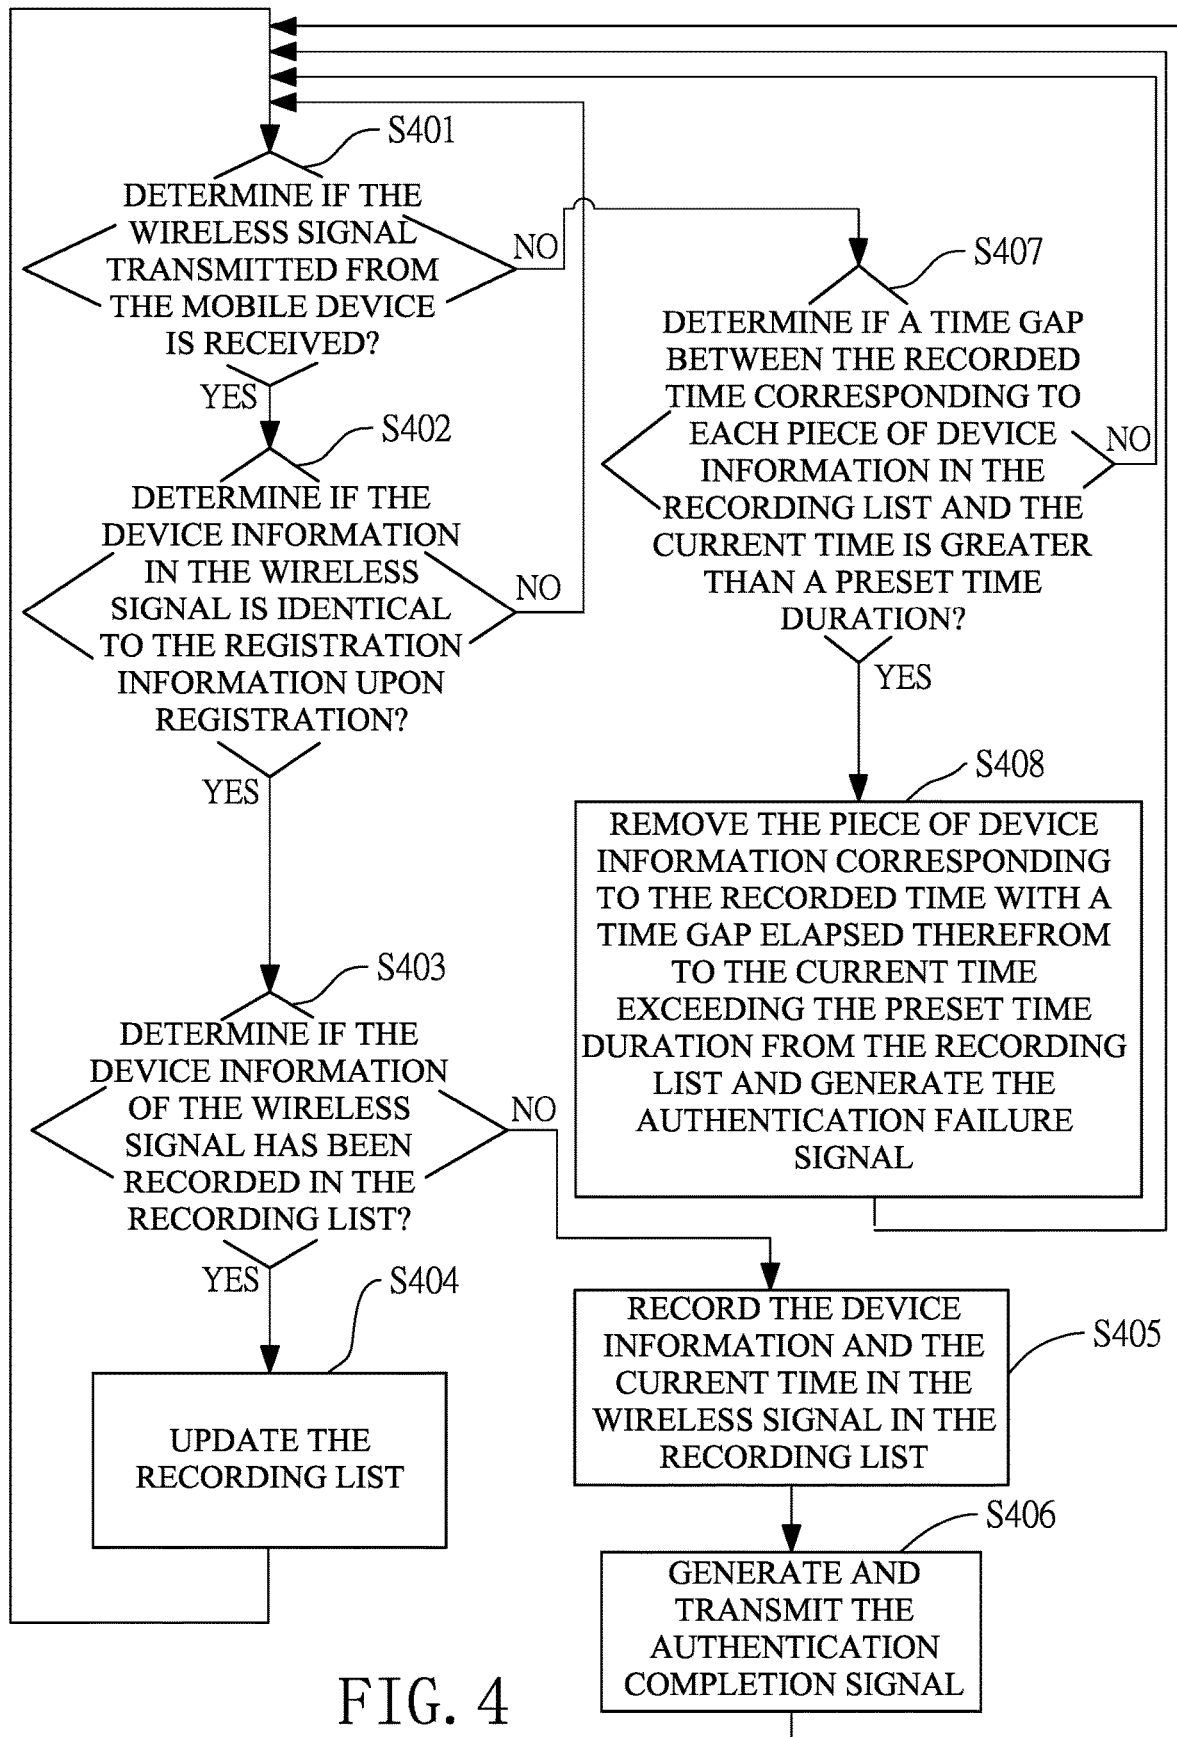 S401
DETERMINE IF THE
WIRELESS SIGNAL
TRANSMITTED FROM
THE MOBILE DEVICE
IS RECEIVED?
NO
YES
S402
DETERMINE IF THE
DEVICE INFORMATION
IN THE WIRELESS
SIGNAL IS IDENTICAL
TO THE REGISTRATION
INFORMATION UPON
REGISTRATION?
NO
YES
S403
DETERMINE IF THE
DEVICE INFORMATION
OF THE WIRELESS
SIGNAL HAS BEEN
RECORDED IN THE
RECORDING LIST?
NO
YES
S404
UPDATE THE
RECORDING LIST
S407
DETERMINE IF A TIME GAP
BETWEEN THE RECORDED
TIME CORRESPONDING TO
EACH PIECE OF DEVICE
INFORMATION IN THE
RECORDING LIST AND THE
CURRENT TIME IS GREATER
THAN A PRESET TIME
DURATION?
NO
YES
S408
REMOVE THE PIECE OF DEVICE
INFORMATION CORRESPONDING
TO THE RECORDED TIME WITH A
TIME GAP ELAPSED THEREFROM
TO THE CURRENT TIME
EXCEEDING THE PRESET TIME
DURATION FROM THE RECORDING
LIST AND GENERATE THE
AUTHENTICATION FAILURE
SIGNAL
RECORD THE DEVICE
INFORMATION AND THE
CURRENT TIME IN THE
WIRELESS SIGNAL IN THE
RECORDING LIST
S405
S406
GENERATE AND
TRANSMIT THE
AUTHENTICATION
COMPLETION SIGNAL
FIG. 4